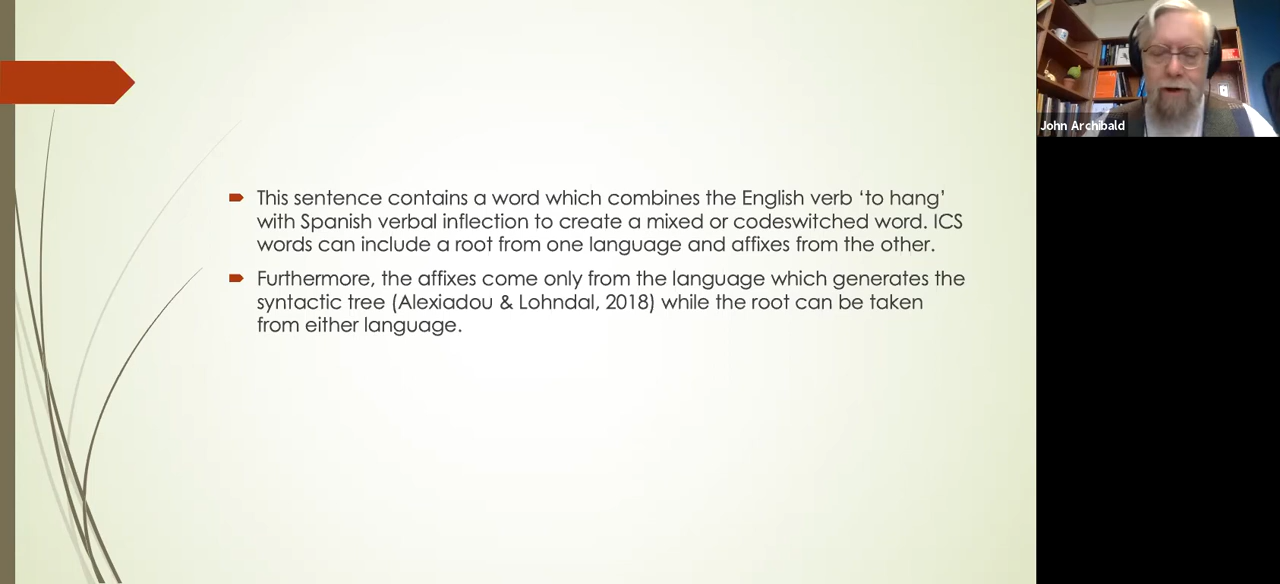 This sentence contains a word which combines the English verb ‘to hang’
with Spanish verbal inflection to create a mixed or codeswitched word. ICS
words can include a root from one language and affixes from the other.
Furthermore, the affixes come only from the language which generates the
syntactic tree (Alexiadou & Lohndal, 2018) while the root can be taken
from either language.
John Archibald